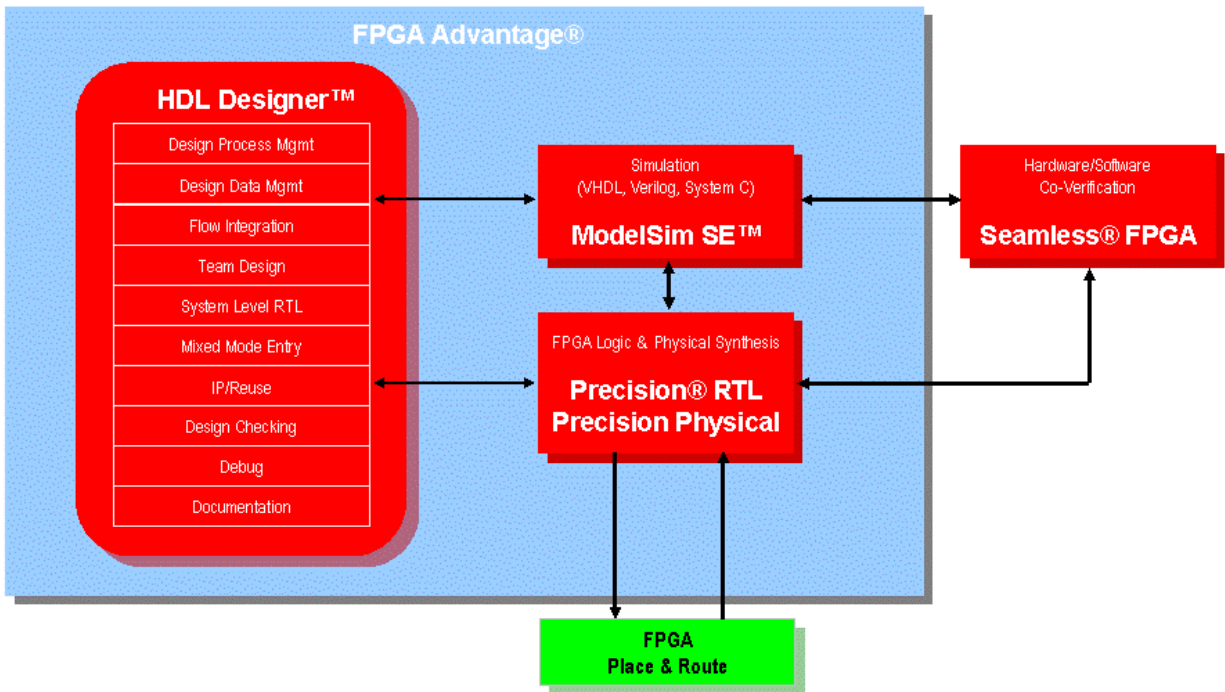 FPGA Advantage®
HDL Designer™
Design Process Mgmt
Design Data Mgmt
Flow Integration
Team Design
System Level RTL
Mixed Mode Entry
IP/Reuse
Design Checking
Debug
Documentation
Simulation
(VHDL, Verilog, System C)
ModelSim SE™
FPGA Logic & Physical Synthesis
Precision® RTL
Precision Physical
Hardware/Software
Co-Verification
Seamless® FPGA
FPGA
Place & Route